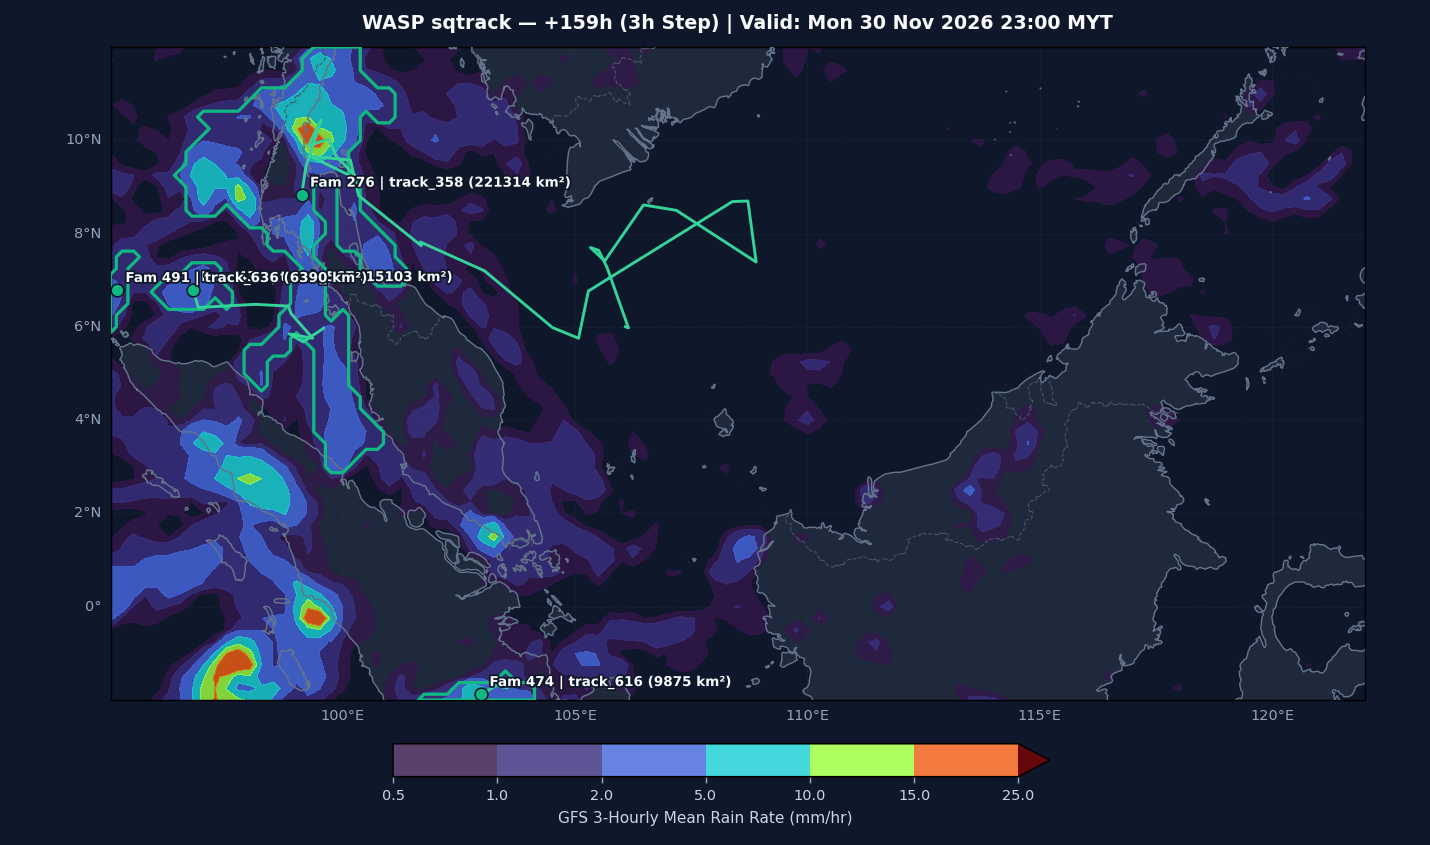 WASP sqtrack — +159h (3h Step) | Valid: Mon 30 Nov 2026 23:00 MYT
10°N
Fam 276 | track_358 (221314 km²)
8°N
Fam 491 | track_636 (6390 km²)
15103 km²)
6°N
4°N
2°N
0°
Fam 474 | track_616 (9875 km²)
100°E 105°E 110°E 115°E 120°E
0.5 1.0 2.0 5.0 10.0 15.0 25.0
GFS 3-Hourly Mean Rain Rate (mm/hr)